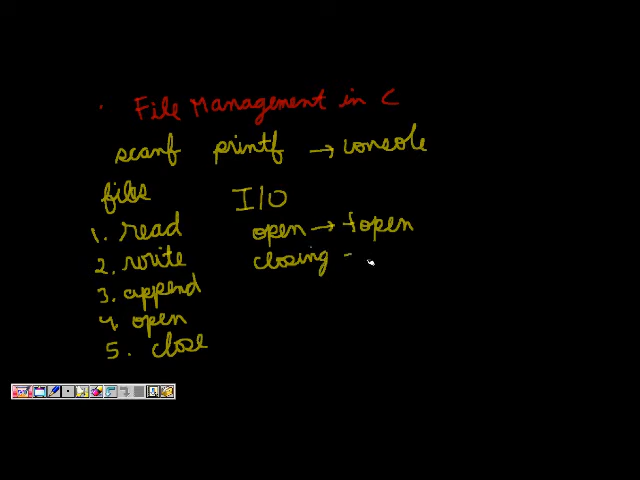 File Management in C
scanf printf → console
files I/O
1. read open → fopen
2. write closing -
3. append
4. open
5. close